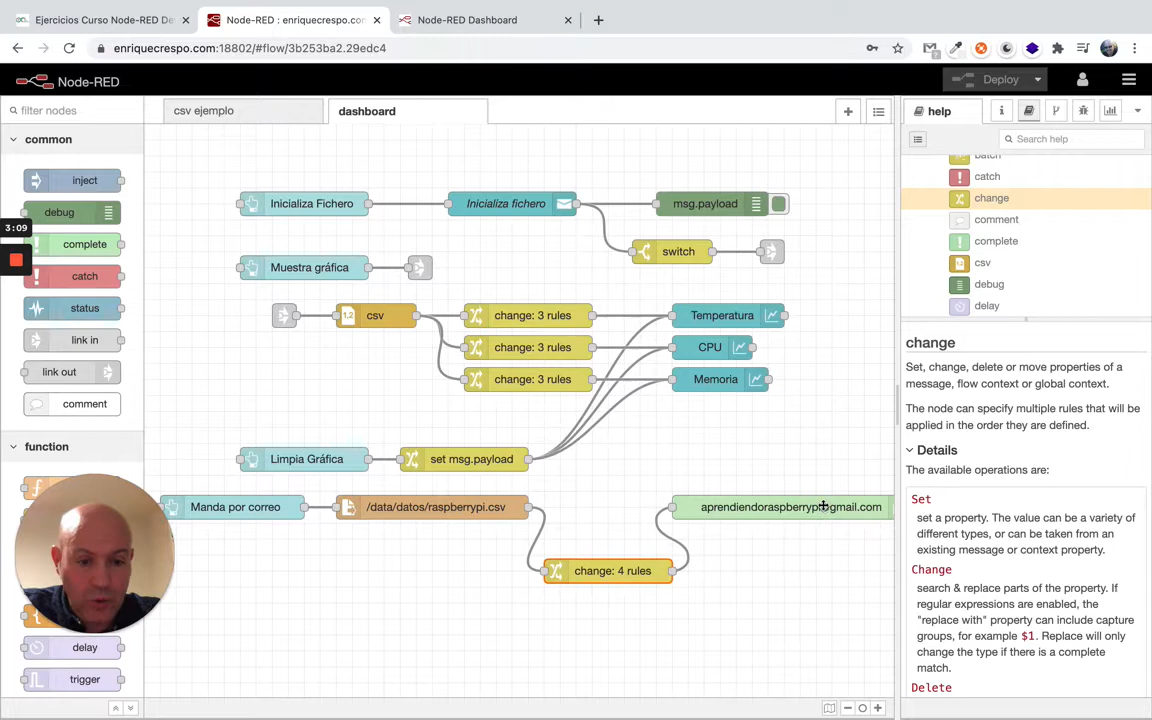 Ejercicios Curso Node-RED De
Node-RED : enriquecrespo.com
Node-RED Dashboard
enriquecrespo.com:18802/#flow/3b253ba2.29edc4
Node-RED
Deploy
filter nodes
csv ejemplo
dashboard
help
Search help
common
inject
debug
3:09
complete
catch
status
link in
link out
comment
function
delay
trigger
Inicializa Fichero
Inicializa fichero
msg.payload
switch
Muestra gráfica
1,2
csv
change: 3 rules
Temperatura
change: 3 rules
CPU
change: 3 rules
Memoria
Limpia Gráfica
set msg.payload
Manda por correo
/data/datos/raspberrypi.csv
aprendiendoraspberrypi@gmail.com
change: 4 rules
batch
catch
change
comment
complete
csv
debug
delay
change
Set, change, delete or move properties of a
message, flow context or global context.
The node can specify multiple rules that will be
applied in the order they are defined.
Details
The available operations are:
Set
set a property. The value can be a variety of
different types, or can be taken from an
existing message or context property.
Change
search & replace parts of the property. If
regular expressions are enabled, the
"replace with" property can include capture
groups, for example $1. Replace will only
change the type if there is a complete
match.
Delete